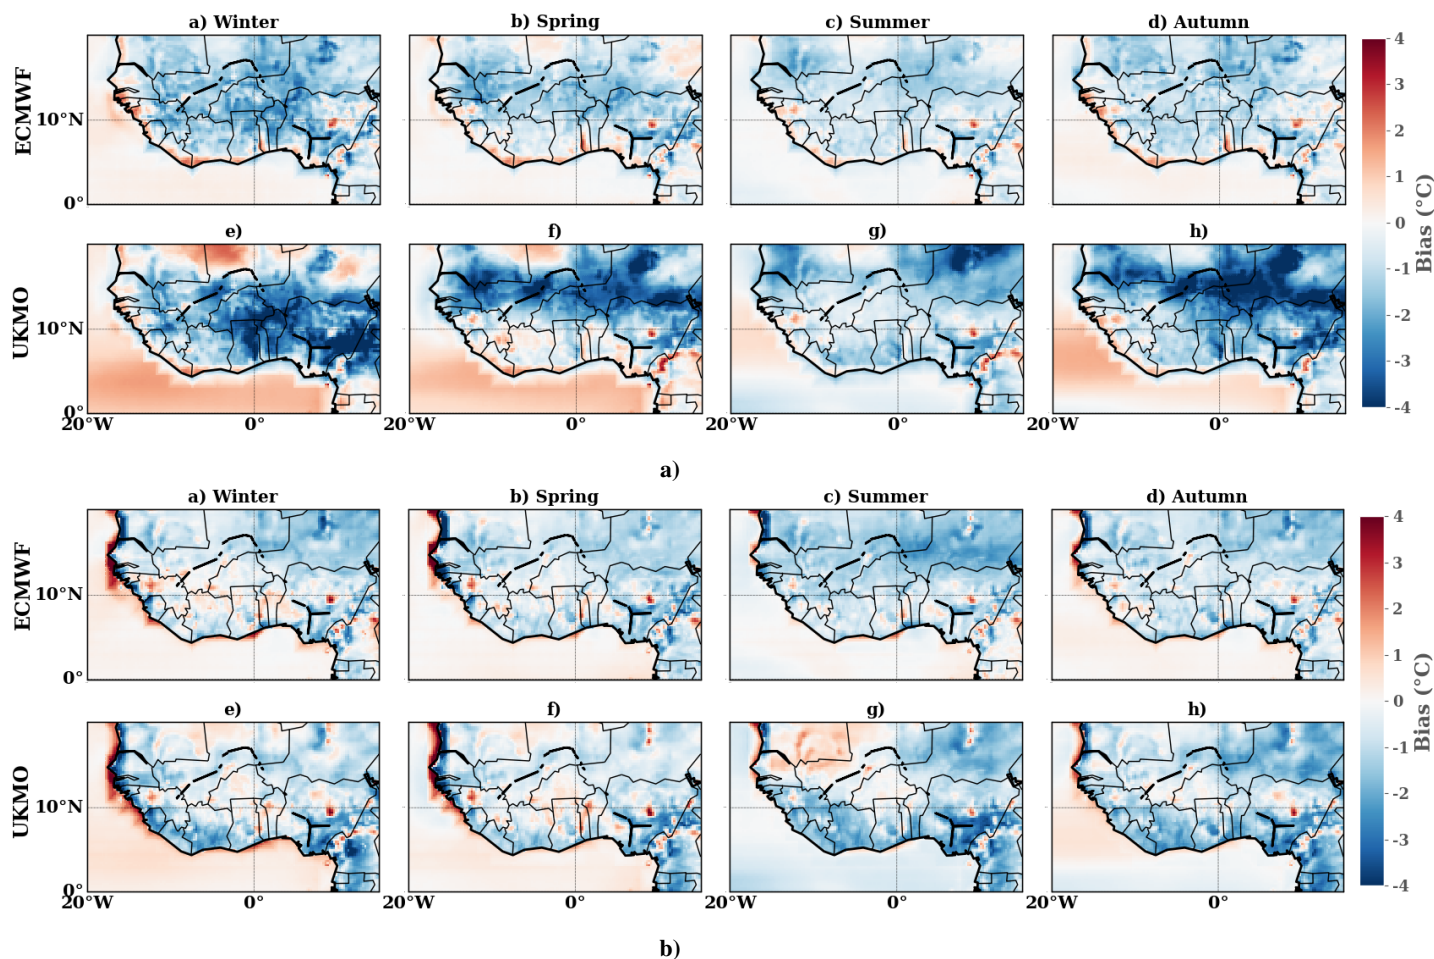 a) Winter b) Spring c) Summer d) Autumn
ECMWF
10°N
0°
4
3
2
1
0
-1
-2
-3
-4
Bias (°C)
e) f) g) h)
UKMO
10°N
0°
20°W 0° 20°W 0° 20°W 0° 20°W 0°
a)
a) Winter b) Spring c) Summer d) Autumn
ECMWF
10°N
0°
4
3
2
1
0
-1
-2
-3
-4
Bias (°C)
e) f) g) h)
UKMO
10°N
0°
20°W 0° 20°W 0° 20°W 0° 20°W 0°
b)